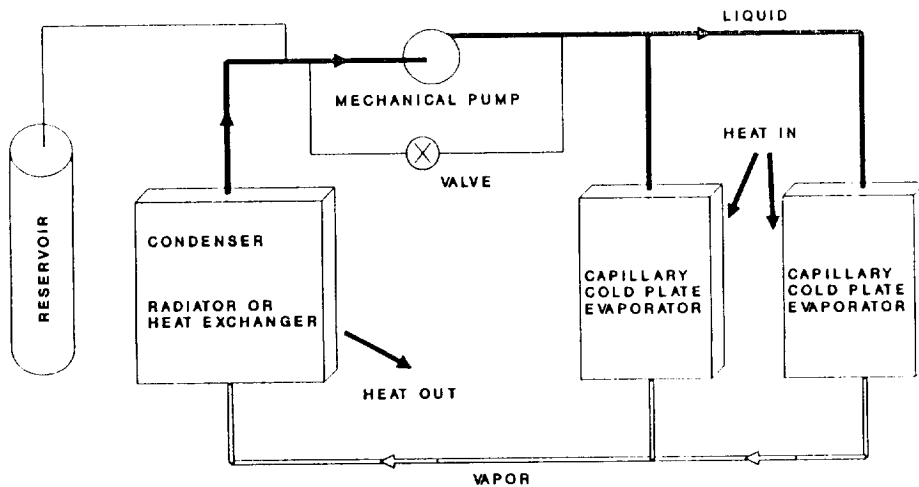 LIQUID
MECHANICAL PUMP
HEAT IN
VALVE
RESERVOIR
CONDENSER
RADIATOR OR
HEAT EXCHANGER
CAPILLARY
COLD PLATE
EVAPORATOR
CAPILLARY
COLD PLATE
EVAPORATOR
HEAT OUT
VAPOR